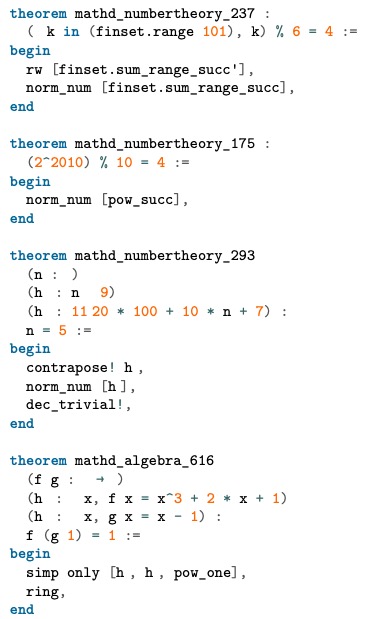 theorem mathd_numbertheory_237 :
( k in (finset.range 101), k) % 6 = 4 :=
begin
rw [finset.sum_range_succ'],
norm_num [finset.sum_range_succ],
end
theorem mathd_numbertheory_175 :
(2^2010) % 10 = 4 :=
begin
norm_num [pow_succ],
end
theorem mathd_numbertheory_293
(n : )
(h : n 9)
(h : 11 20 * 100 + 10 * n + 7) :
n = 5 :=
begin
contrapose! h ,
norm_num [h ],
dec_trivial!,
end
theorem mathd_algebra_616
(f g : → )
(h : x, f x = x^3 + 2 * x + 1)
(h : x, g x = x - 1) :
f (g 1) = 1 :=
begin
simp only [h , h , pow_one],
ring,
end